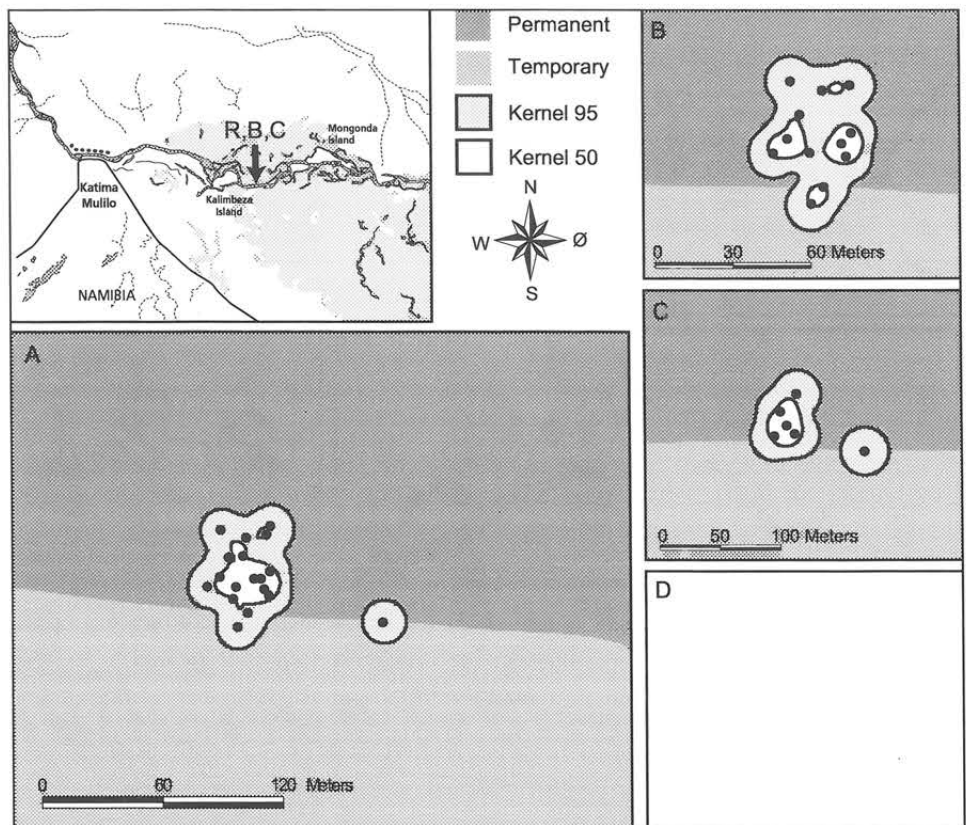 R,B,C
Mongonda
Island
Katima
Mulilo
Kalimbeza
Island
NAMIBIA
Permanent
Temporary
Kernel 95
Kernel 50
N
W Ø
S
B
0 30 60 Meters
C
0 50 100 Meters
A
0 60 120 Meters
D